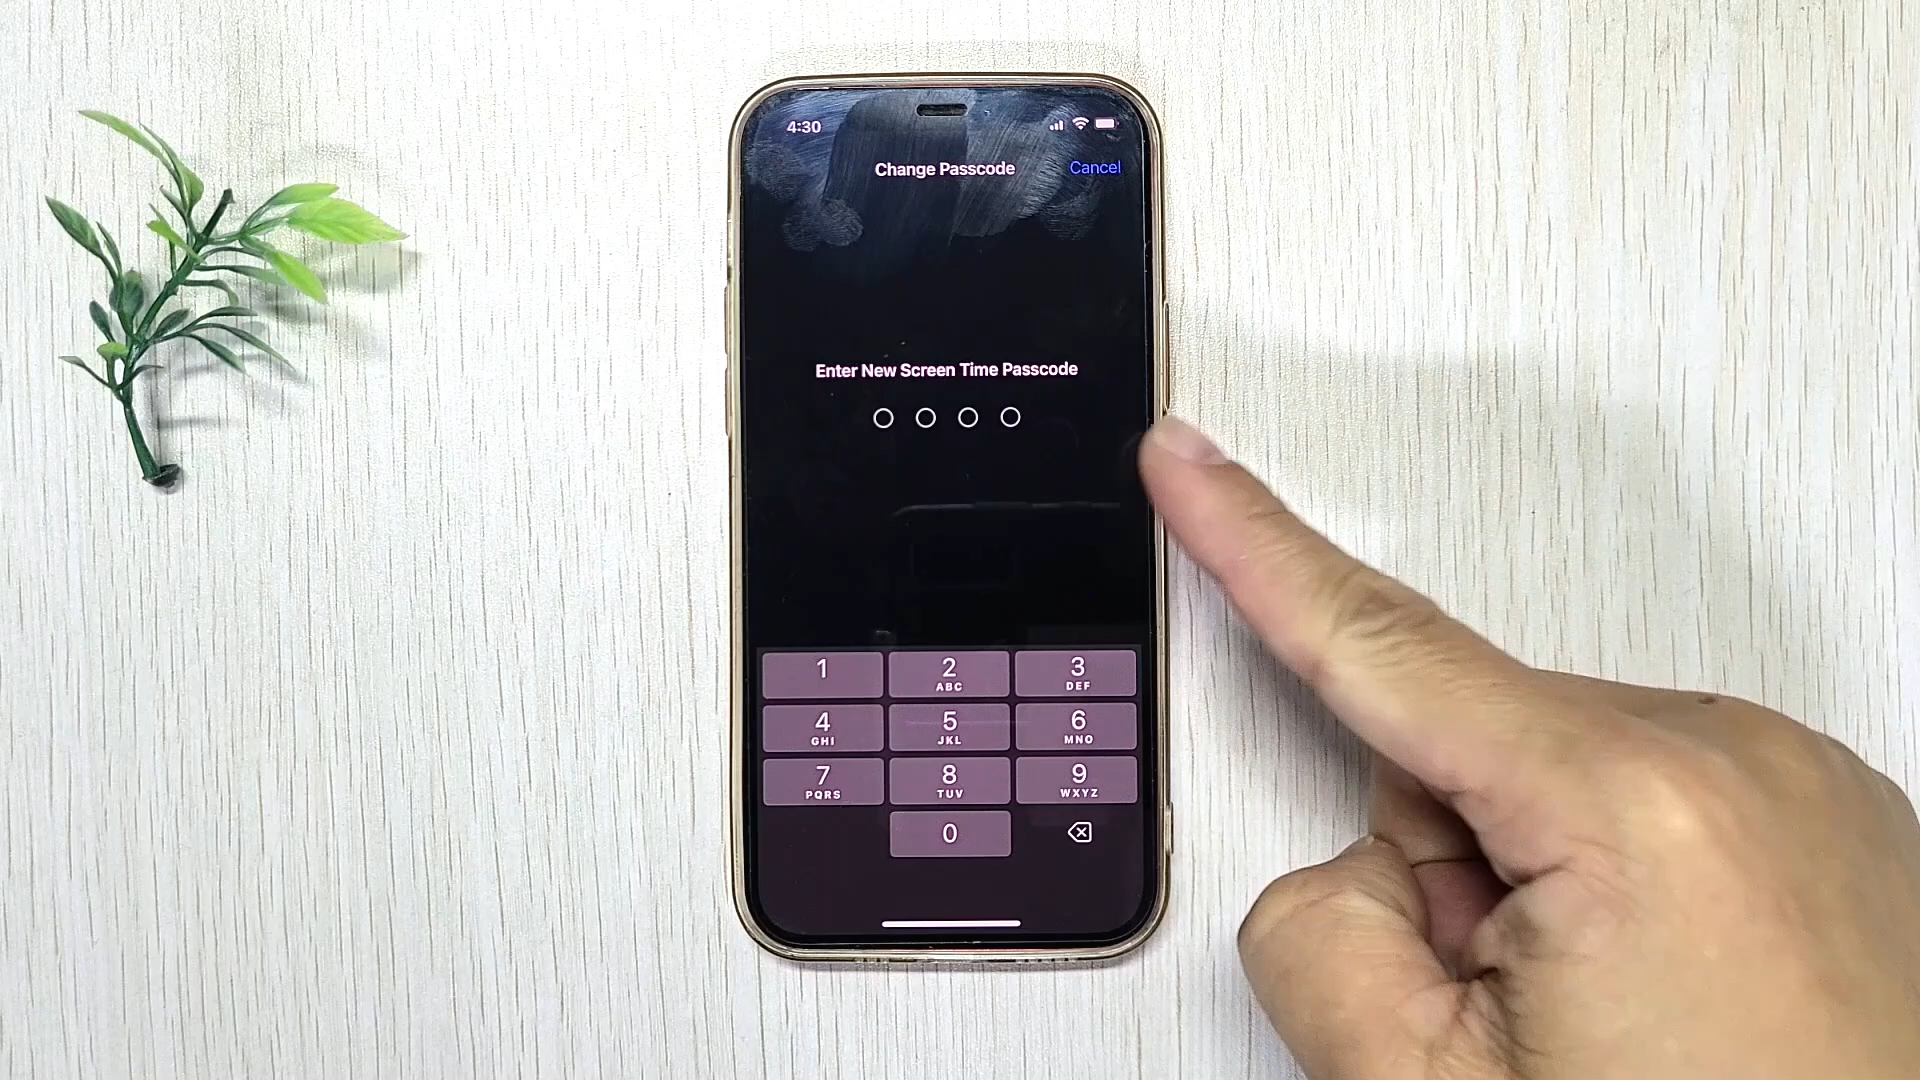 4:30
Change Passcode
Cancel
Enter New Screen Time Passcode
1
2
ABC
3
DEF
4
GHI
5
JKL
6
MNO
7
PQRS
8
TUV
9
WXYZ
0